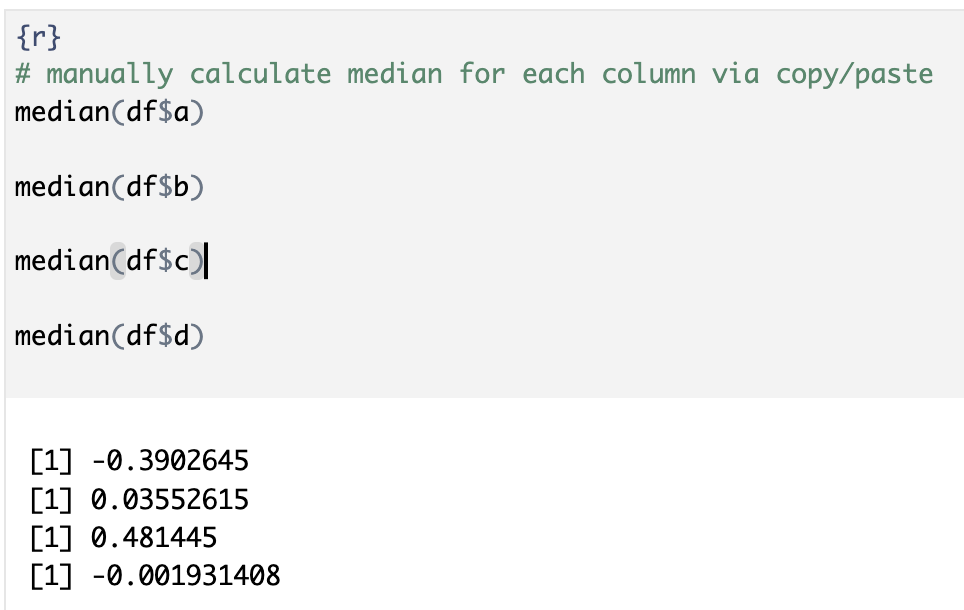 {r}
# manually calculate median for each column via copy/paste
median(df$a)
median(df$b)
median(df$c)
median(df$d)
[1] -0.3902645
[1] 0.03552615
[1] 0.481445
[1] -0.001931408